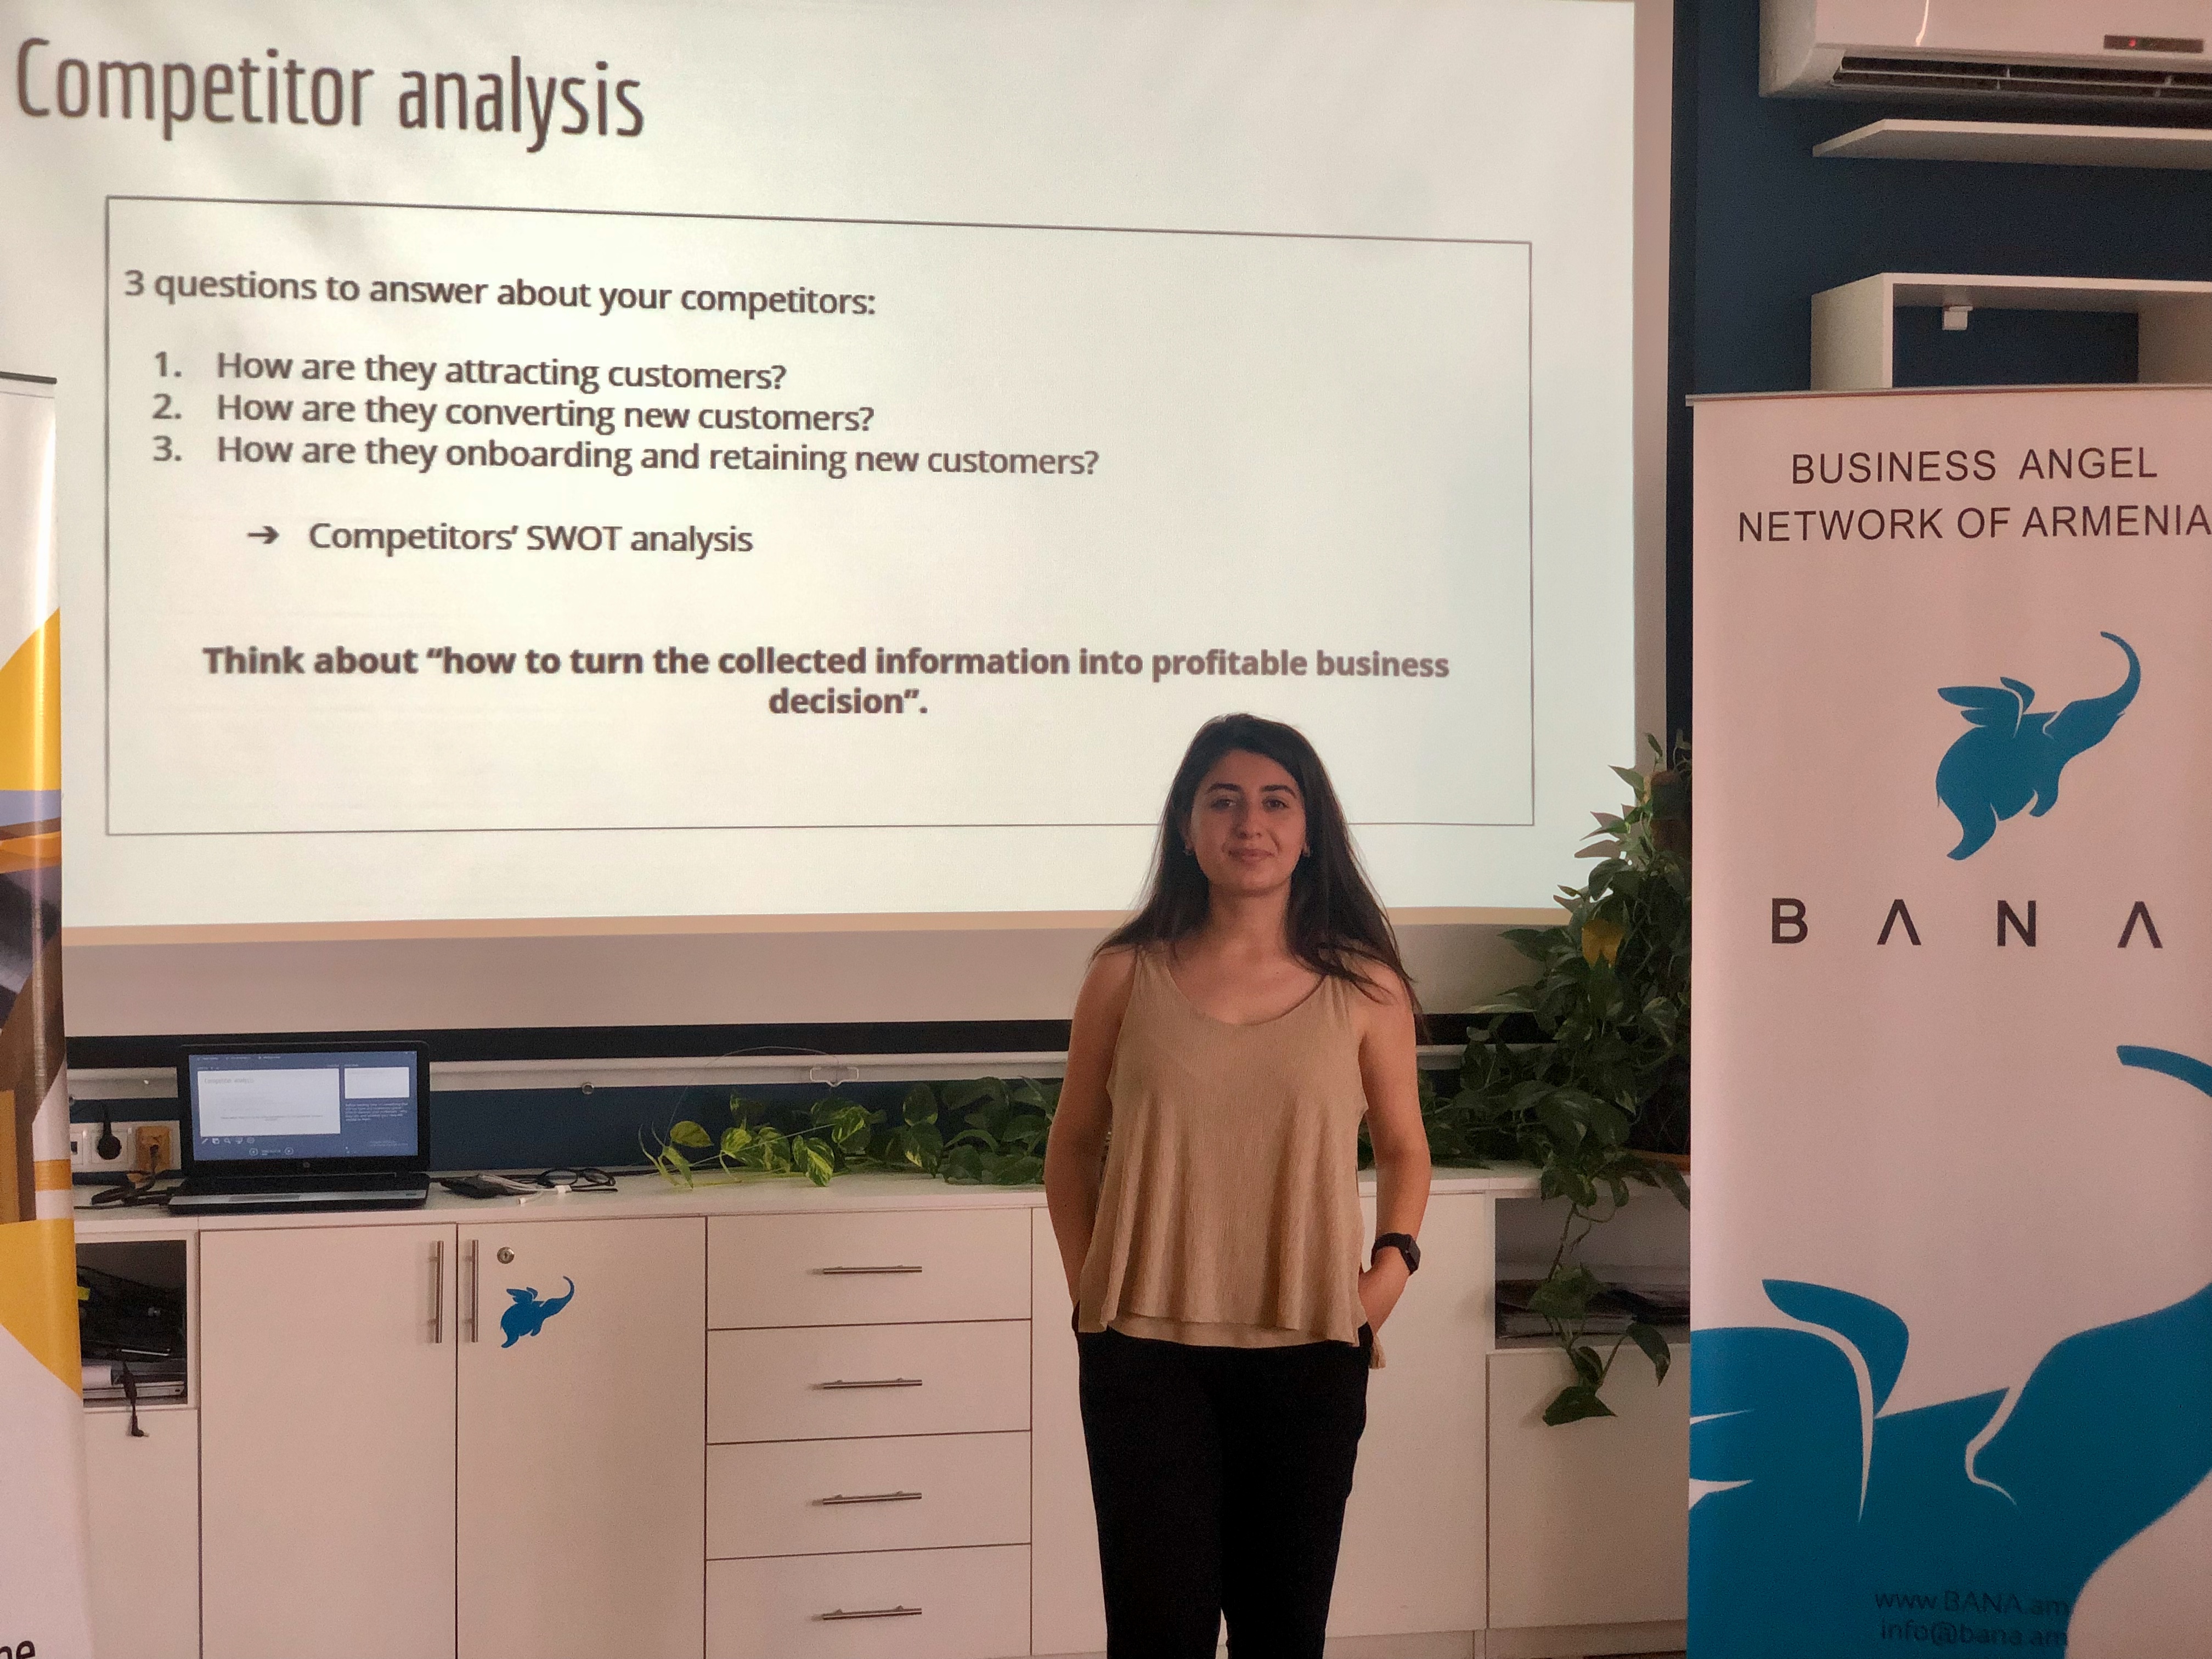 Competitor analysis
3 questions to answer about your competitors:
1. How are they attracting customers?
2. How are they converting new customers?
3. How are they onboarding and retaining new customers?
➔ Competitors’ SWOT analysis
Think about “how to turn the collected information into profitable business
decision”.
BUSINESS ANGEL
NETWORK OF ARMENIA
BANA
www.BANA.am
info@bana.am